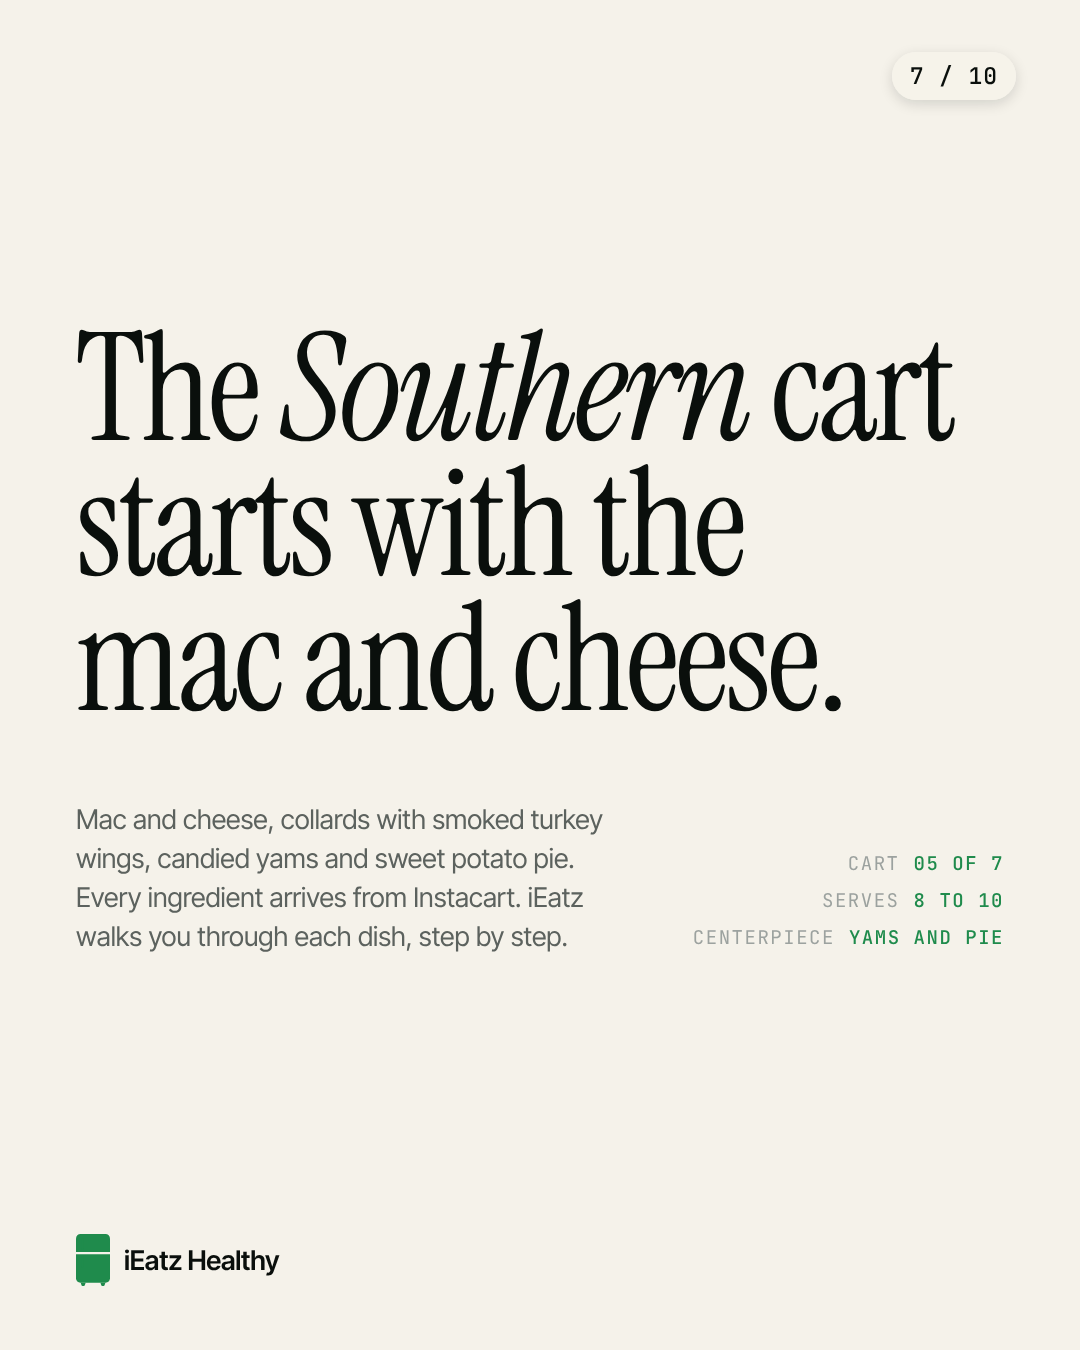 7 / 10
The Southern cart
starts with the
mac and cheese.
Mac and cheese, collards with smoked turkey
wings, candied yams and sweet potato pie.
Every ingredient arrives from Instacart. iEatz
walks you through each dish, step by step.
CART 05 OF 7
SERVES 8 TO 10
CENTERPIECE YAMS AND PIE
iEatz Healthy